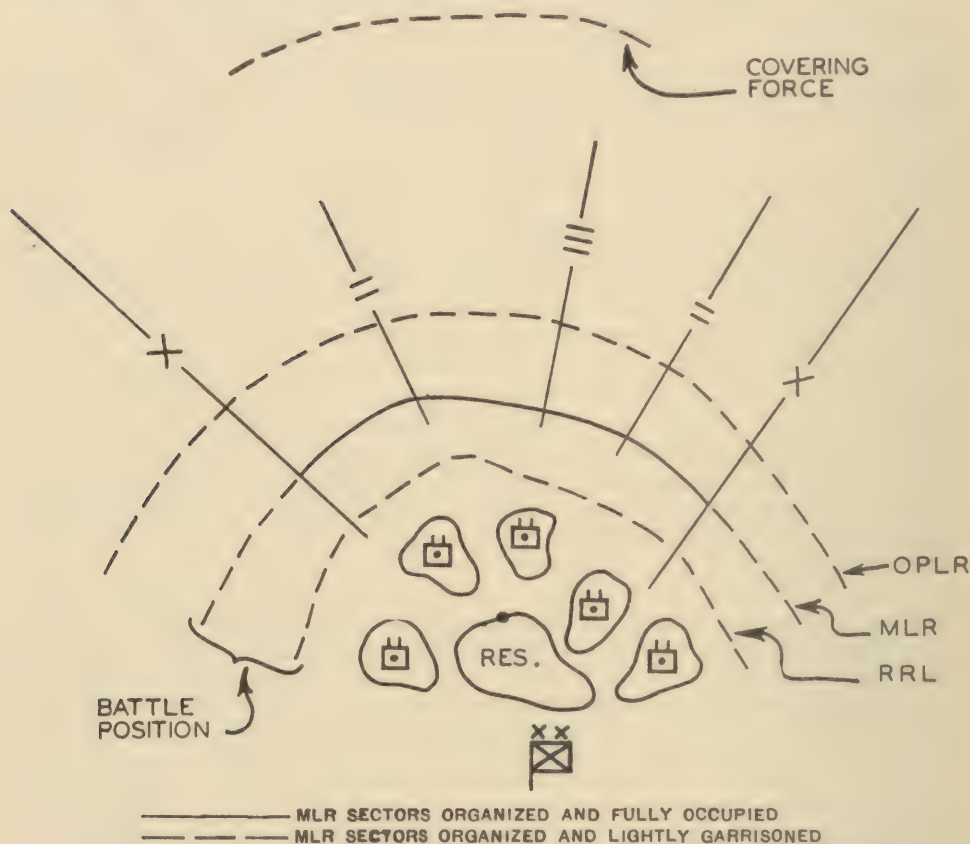 COVERING
FORCE
OPLR
MLR
RRL
RES.
BATTLE
POSITION
MLR SECTORS ORGANIZED AND FULLY OCCUPIED
MLR SECTORS ORGANIZED AND LIGHTLY GARRISONED